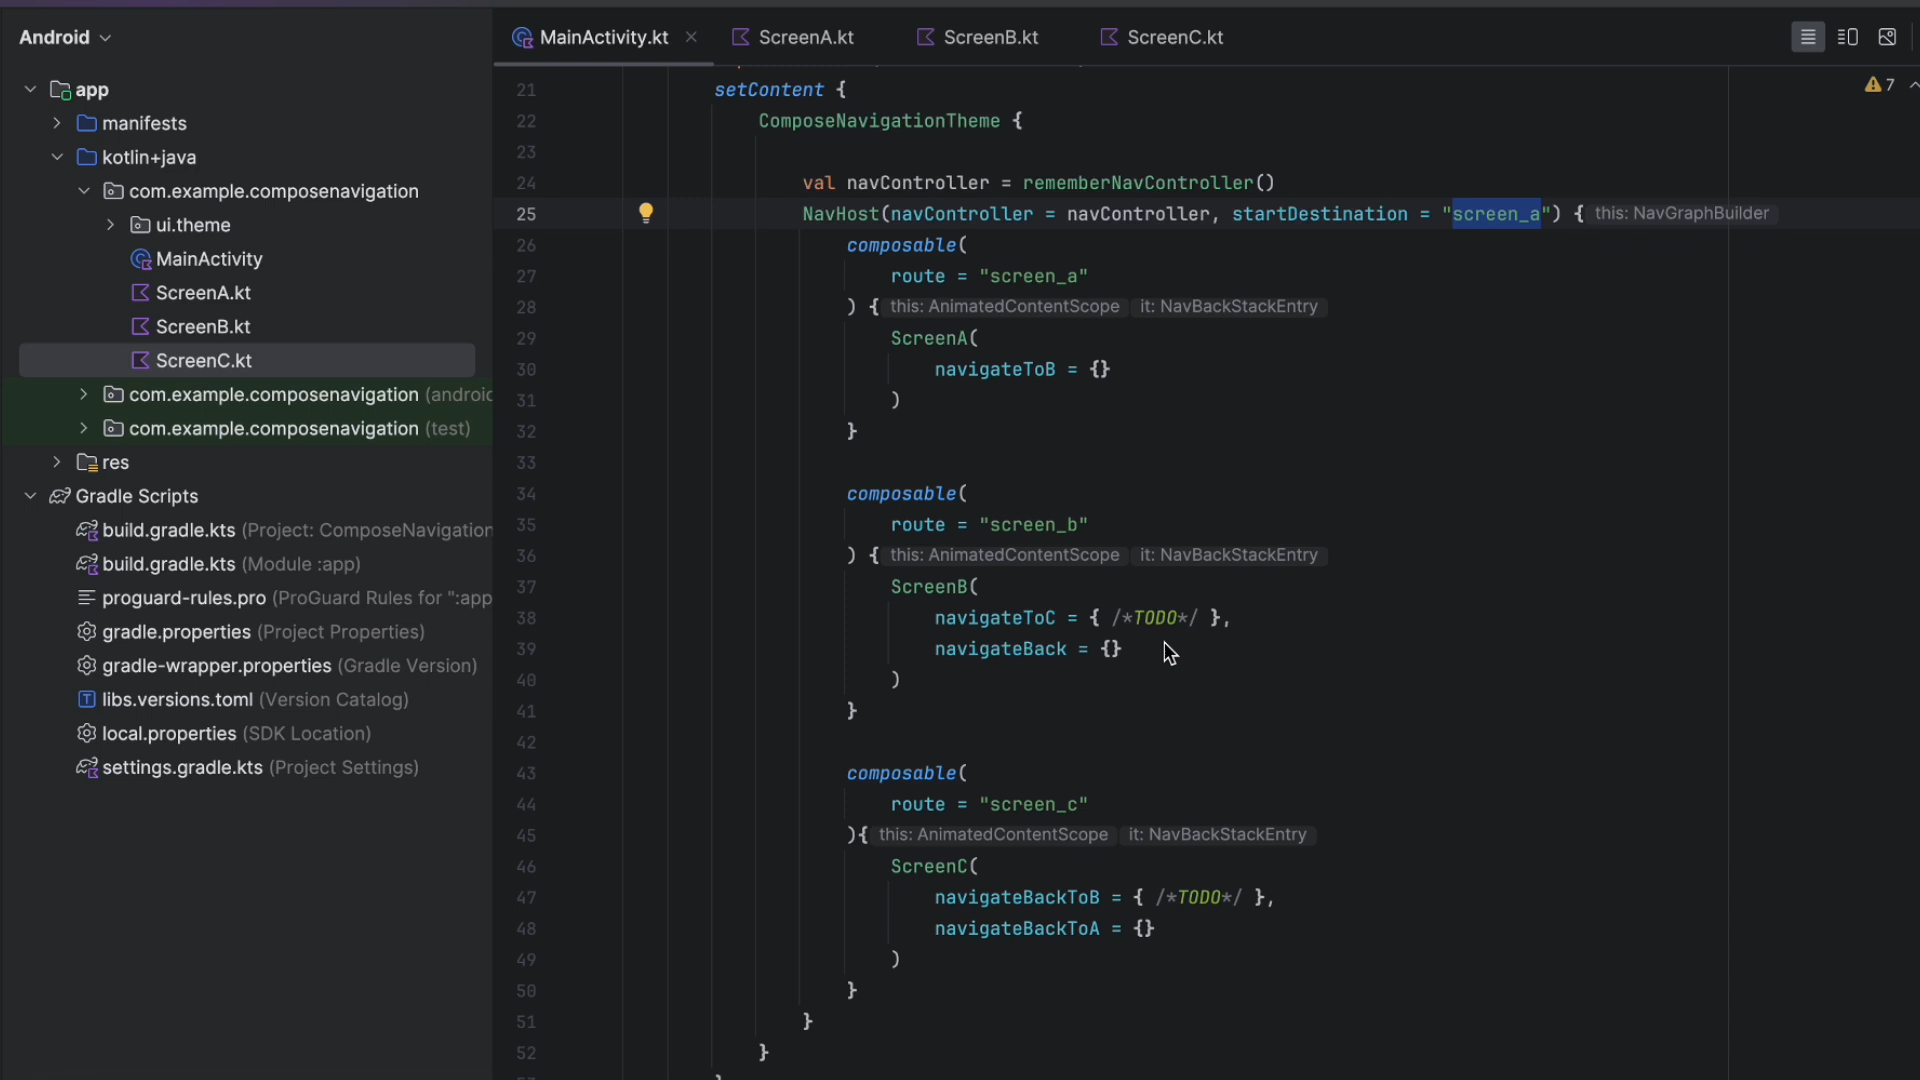 Android
MainActivity.kt
ScreenA.kt
ScreenB.kt
ScreenC.kt
app
manifests
kotlin+java
com.example.composenavigation
ui.theme
MainActivity
ScreenA.kt
ScreenB.kt
ScreenC.kt
com.example.composenavigation (androic
com.example.composenavigation (test)
res
Gradle Scripts
build.gradle.kts (Project: ComposeNavigation
build.gradle.kts (Module :app)
proguard-rules.pro (ProGuard Rules for ":app
gradle.properties (Project Properties)
gradle-wrapper.properties (Gradle Version)
libs.versions.toml (Version Catalog)
local.properties (SDK Location)
settings.gradle.kts (Project Settings)
7
21 setContent {
22 ComposeNavigationTheme {
23
24 val navController = rememberNavController()
25 NavHost(navController = navController, startDestination = "screen_a") { this: NavGraphBuilder
26 composable(
27 route = "screen_a"
28 ) { this: AnimatedContentScope it: NavBackStackEntry
29 ScreenA(
30 navigateToB = {}
31 )
32 }
33
34 composable(
35 route = "screen_b"
36 ) { this: AnimatedContentScope it: NavBackStackEntry
37 ScreenB(
38 navigateToC = { /*TODO*/ },
39 navigateBack = {}
40 )
41 }
42
43 composable(
44 route = "screen_c"
45 ){ this: AnimatedContentScope it: NavBackStackEntry
46 ScreenC(
47 navigateBackToB = { /*TODO*/ },
48 navigateBackToA = {}
49 )
50 }
51 }
52 }